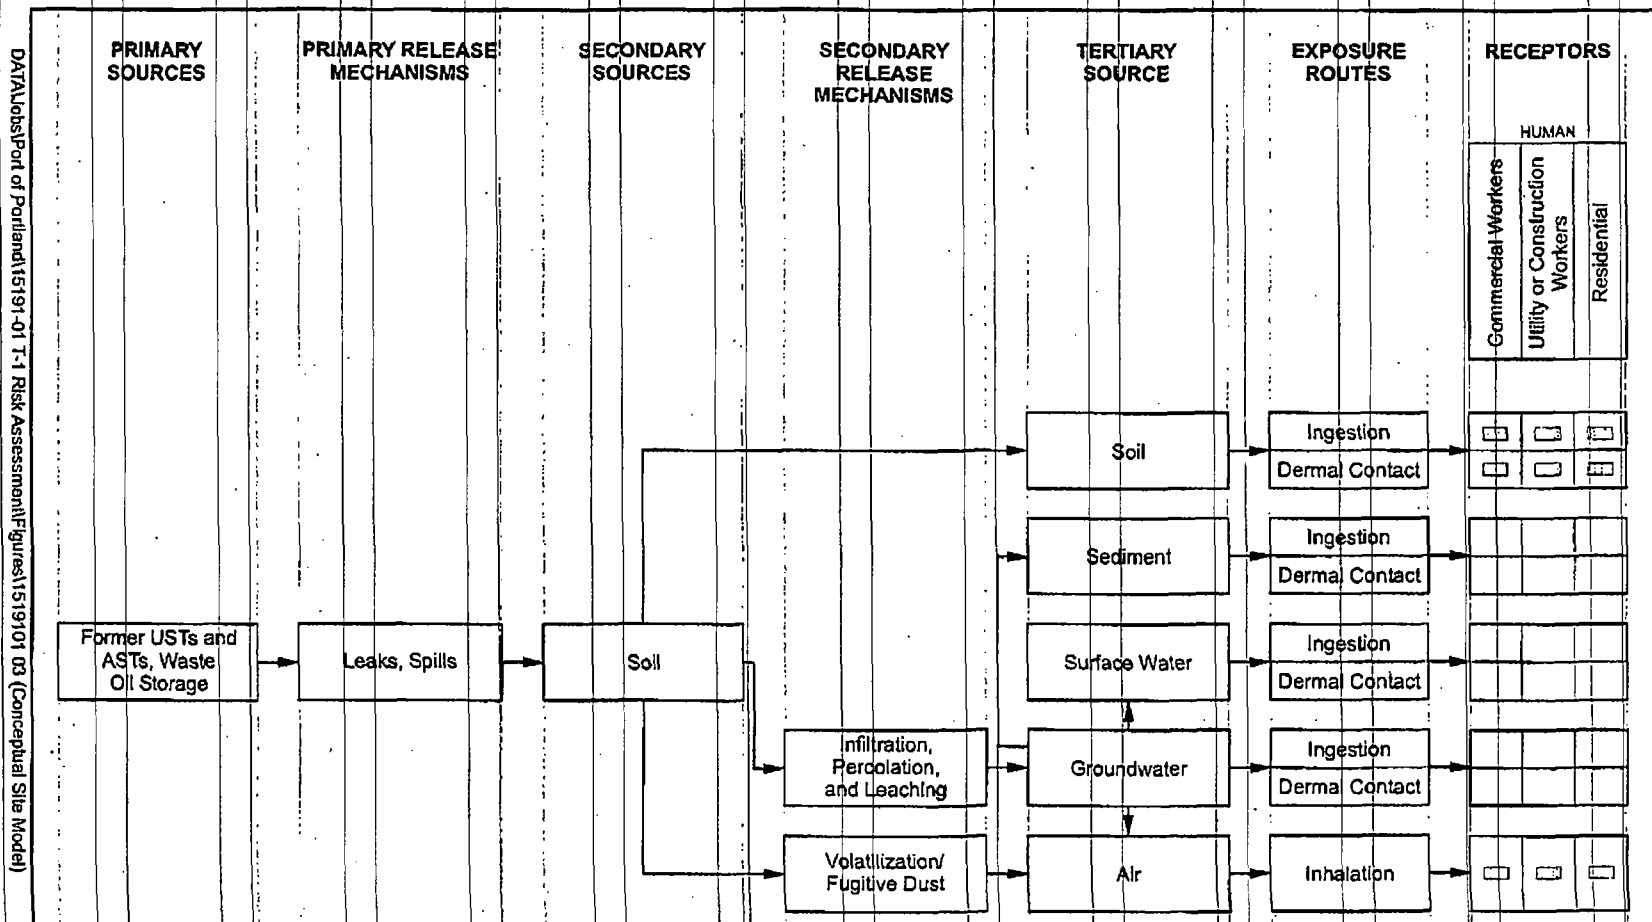 DATA\Jobs\Port of Portland\15191-01 T-1 Risk Assessment\Figures\1519101 03 (Conceptual Site Model)
PRIMARY
SOURCES
PRIMARY RELEASE
MECHANISMS
SECONDARY
SOURCES
SECONDARY
RELEASE
MECHANISMS
TERTIARY
SOURCE
EXPOSURE
ROUTES
RECEPTORS
HUMAN
Commercial Workers
Utility or Construction
Workers
Residential
Soil
Ingestion
Dermal Contact
Sediment
Ingestion
Dermal Contact
Former USTs and
ASTs, Waste
Oil Storage
Leaks, Spills
Soil
Surface Water
Ingestion
Dermal Contact
Infiltration,
Percolation,
and Leaching
Groundwater
Ingestion
Dermal Contact
Volatilization/
Fugitive Dust
Air
Inhalation